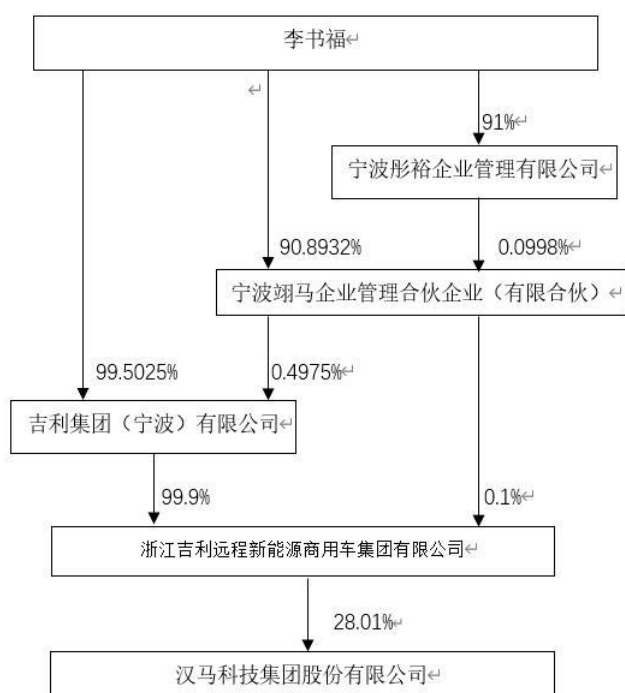 李书福
91%
宁波彤裕企业管理有限公司
90.8932%
0.0998%
宁波翊马企业管理合伙企业（有限合伙）
99.5025%
0.4975%
吉利集团（宁波）有限公司
99.9%
0.1%
浙江吉利远程新能源商用车集团有限公司
28.01%
汉马科技集团股份有限公司